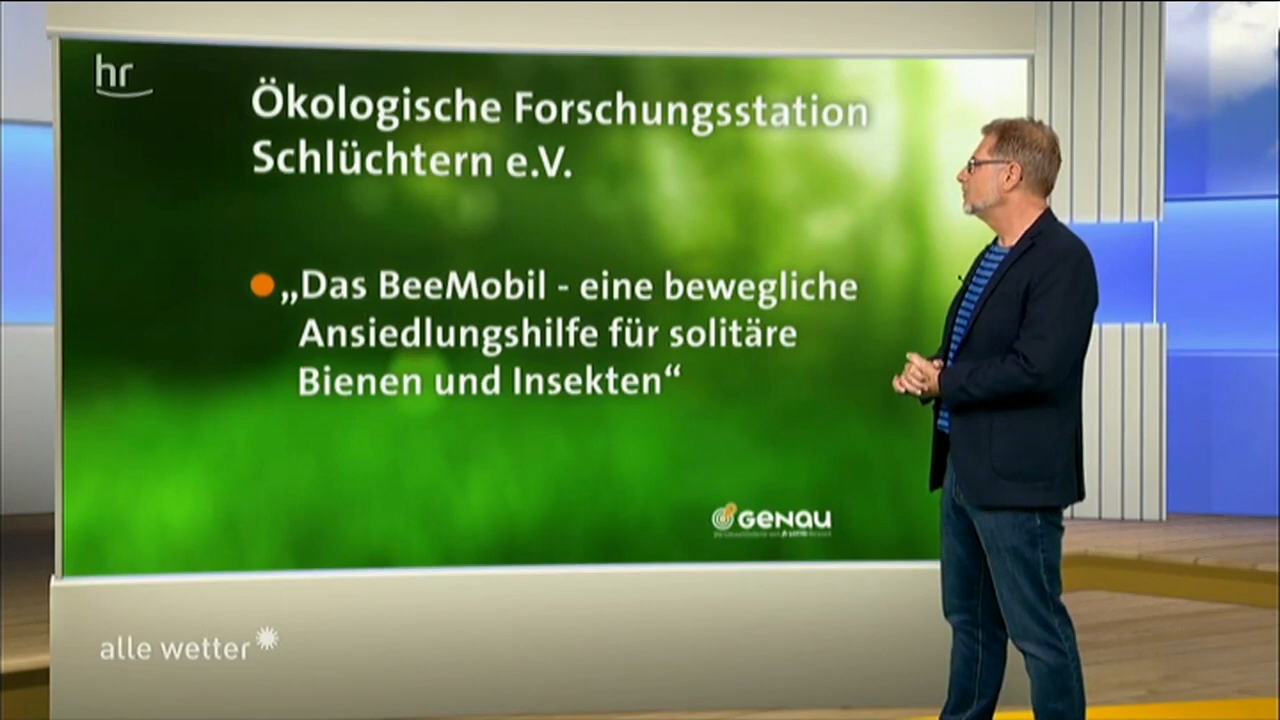 hr
Ökologische Forschungsstation
Schlüchtern e.V.
„Das BeeMobil - eine bewegliche
Ansiedlungshilfe für solitäre
Bienen und Insekten“
GENAU
alle wetter